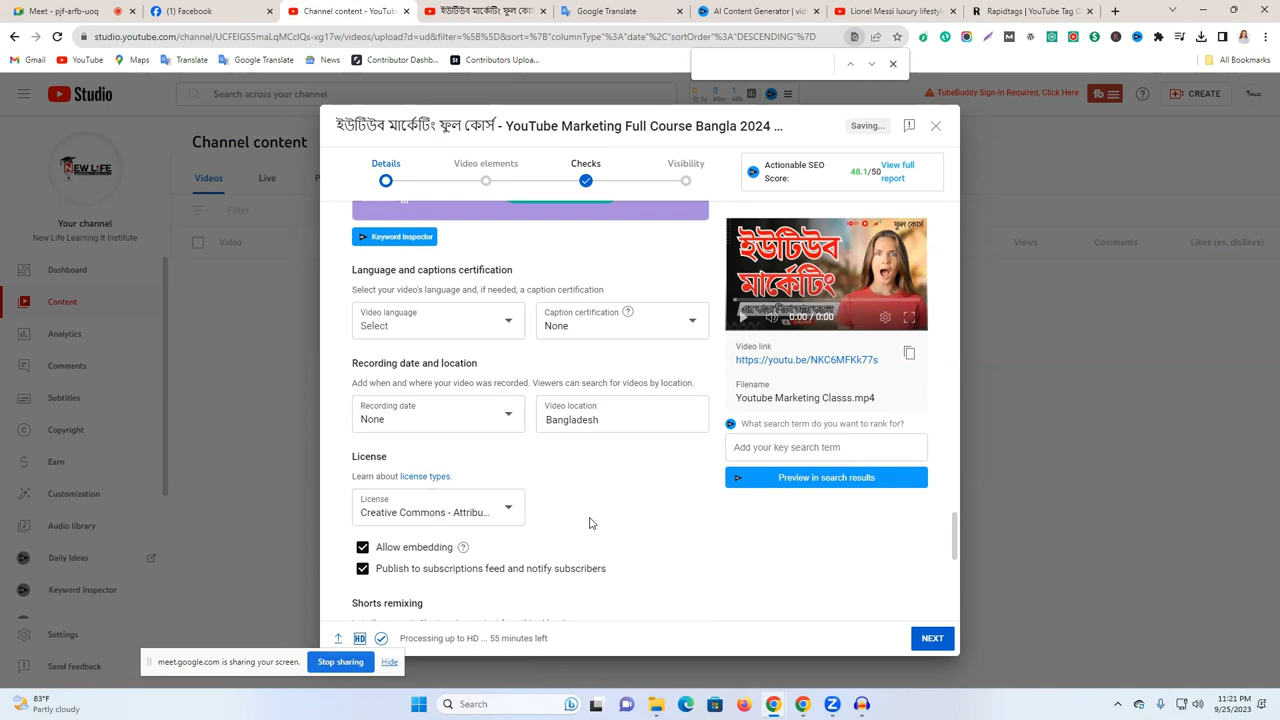 (1) Facebook
Channel content - YouTu
ইউটিউব মার্কেটিং ফুল কোর্স
Google Translate
AI Content Generator | AI
Lionel Messi luxury lifestyle
Rapidtags | YouTube Tag G
studio.youtube.com/channel/UCFEIGS5maLqMCcIQs-xg17w/videos/upload?d=ud&filter=%5B%5D&sort=%7B"columnType"%3A"date"%2C"sortOrder"%3A"DESCENDING"%7D
Gmail YouTube Maps Google Translate News Contributor Dashb... Stentors Contributors Uplo... All Bookmarks
Studio
Search across your channel
TubeBuddy Sign-in Required, Click Here
CREATE
Channel content
Videos Live
Filter
Video Views Comments Likes (vs. dislikes)
NEW LIFE
Your channel
New Life Learning It Institute
Dashboard
Content
Analytics
Comments
Subtitles
Copyright
Earn
Customization
Audio library
Daily Ideas
Keyword Inspector
Settings
Send feedback
ইউটিউব মার্কেটিং ফুল কোর্স - YouTube Marketing Full Course Bangla 2024 ...
Saving...
Details Video elements Checks Visibility
Actionable SEO Score: 48.1/50 View full report
Keyword Inspector
Language and captions certification
Select your video's language and, if needed, a caption certification
Video language
Select
Caption certification
None
Recording date and location
Add when and where your video was recorded. Viewers can search for videos by location.
Recording date
None
Video location
Bangladesh
License
Learn about license types.
License
Creative Commons - Attribu...
Allow embedding
Publish to subscriptions feed and notify subscribers
Shorts remixing
ফুল কোর্স
ইউটিউব
মার্কেটিং
0:00 / 0:00
Video link
https://youtu.be/NKC6MFKk77s
Filename
Youtube Marketing Classs.mp4
What search term do you want to rank for?
Add your key search term
Preview in search results
HD
Processing up to HD ... 55 minutes left
NEXT
meet.google.com is sharing your screen.
Stop sharing
Hide
83°F
Partly cloudy
Search
11:21 PM
9/25/2023